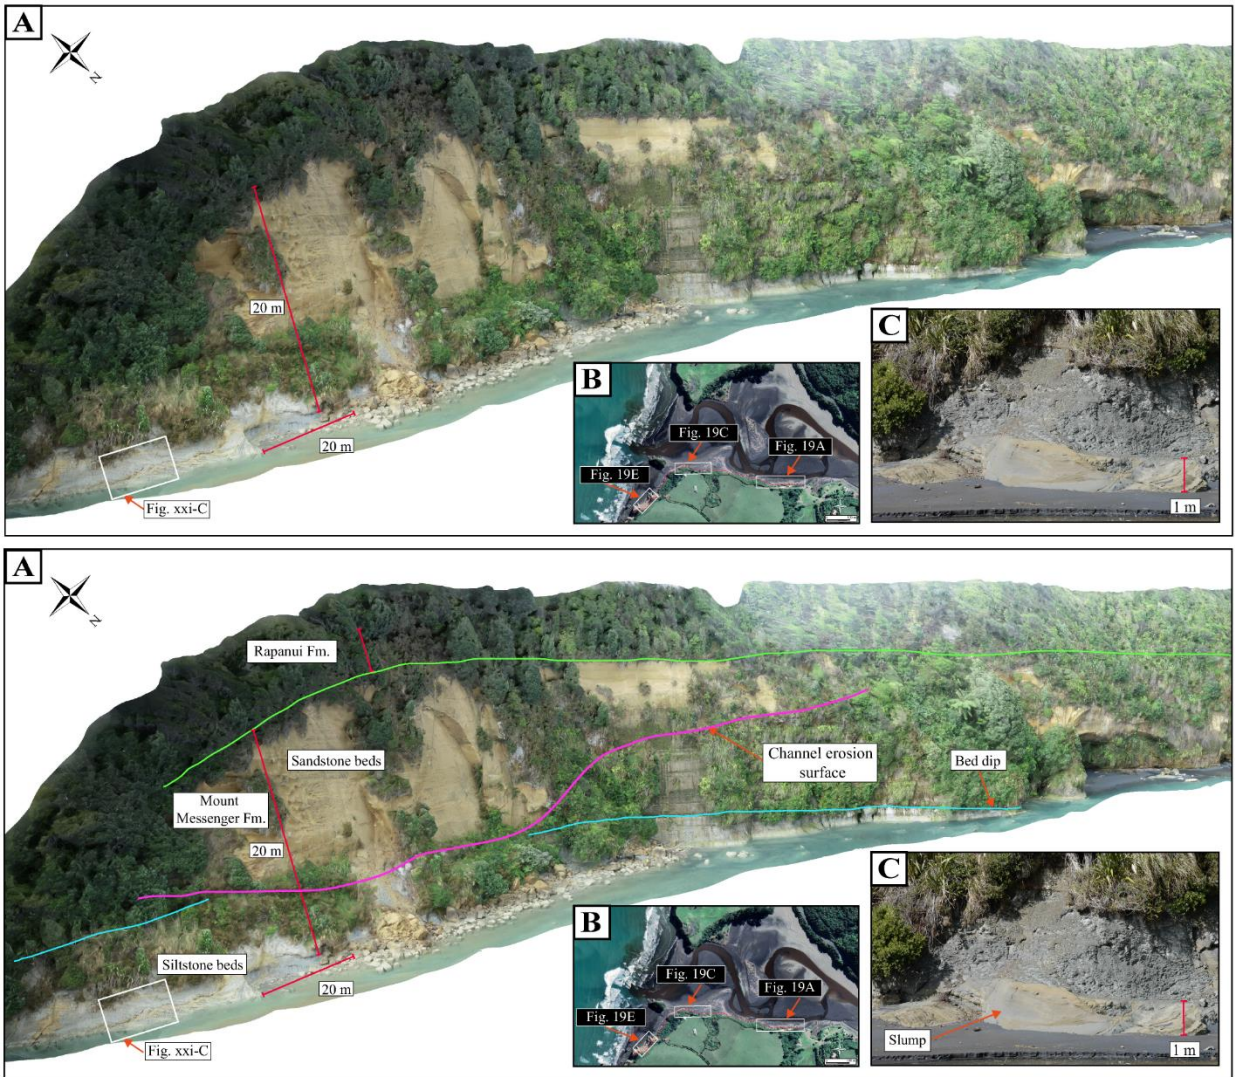 A
N
20 m
20 m
Fig. xxi-C
B
Fig. 19C
Fig. 19A
Fig. 19E
C
1 m
A
N
Rapanui Fm.
Sandstone beds
Mount
Messenger Fm.
20 m
Channel erosion
surface
Bed dip
Siltstone beds
20 m
Fig. xxi-C
B
Fig. 19C
Fig. 19A
Fig. 19E
C
Slump
1 m